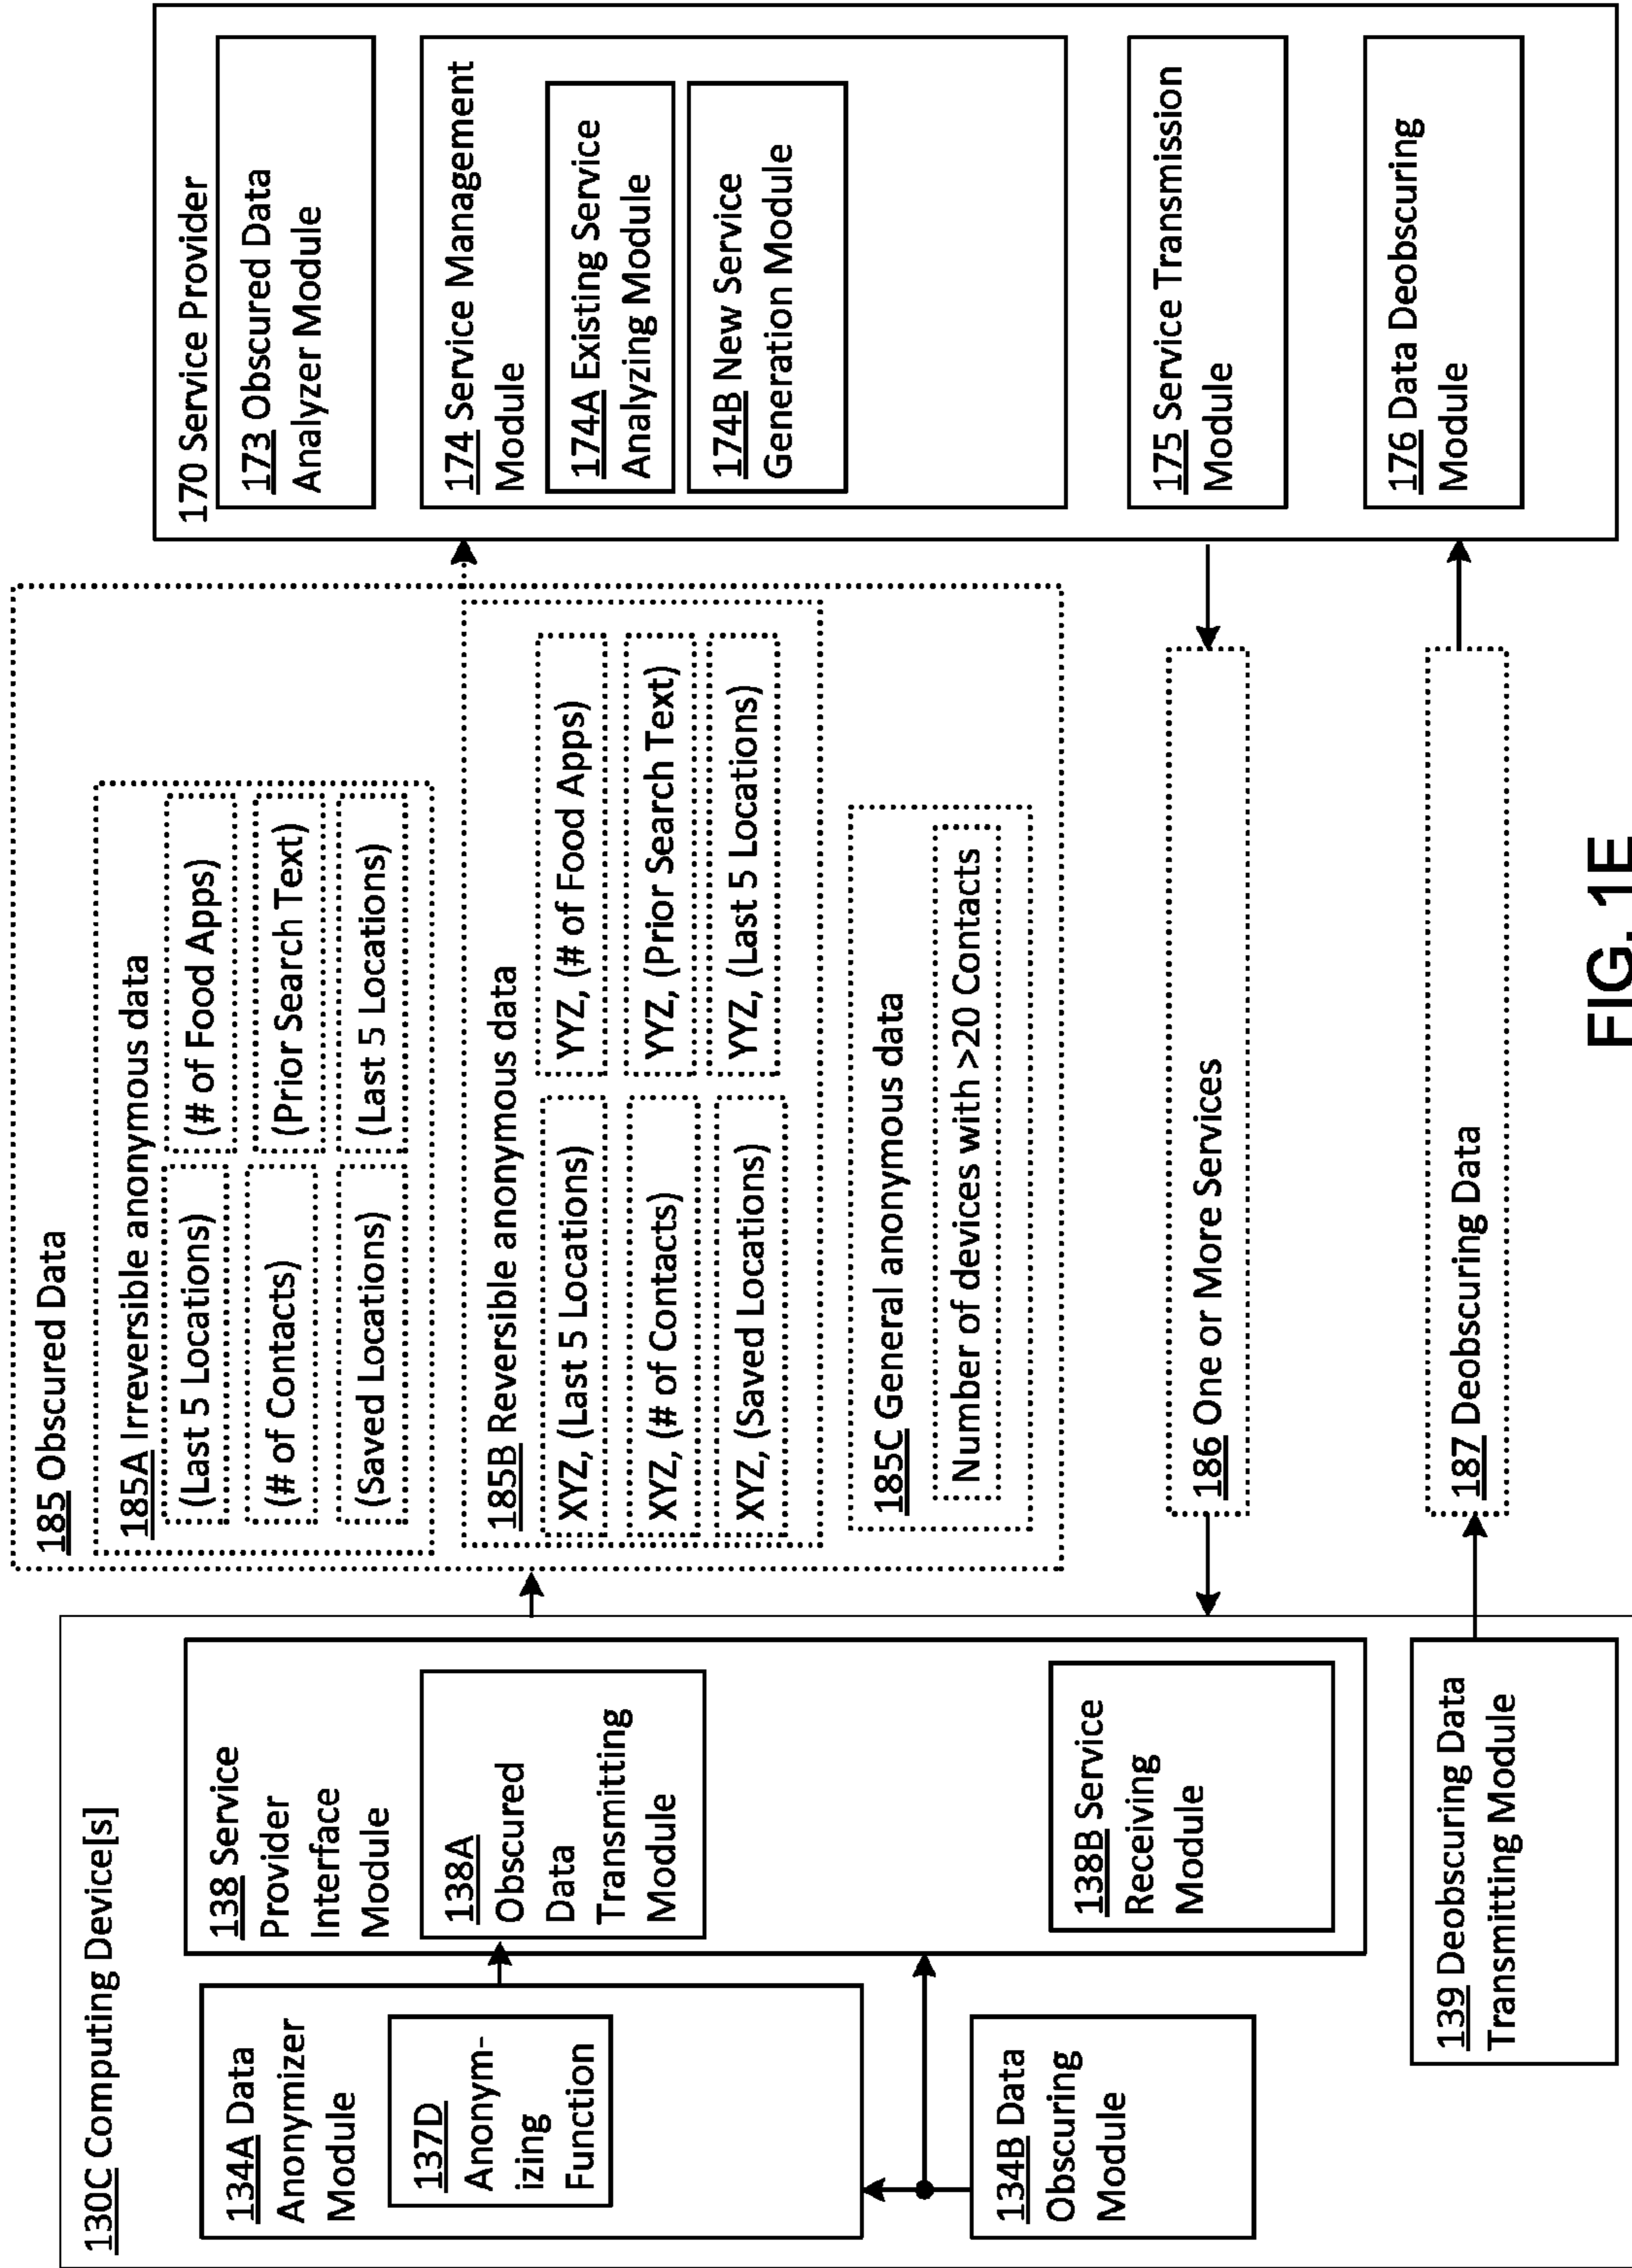 130C Computing Device[s]
134A Data
Anonymizer
Module
137D
Anonym-
izing
Function
134B Data
Obscuring
Module
138 Service
Provider
Interface
Module
138A
Obscured
Data
Transmitting
Module
138B Service
Receiving
Module
139 Deobscuring Data
Transmitting Module
185 Obscured Data
185A Irreversible anonymous data
(Last 5 Locations)
(# of Food Apps)
(# of Contacts)
(Prior Search Text)
(Saved Locations)
(Last 5 Locations)
185B Reversible anonymous data
XYZ, (Last 5 Locations)
YYZ, (# of Food Apps)
XYZ, (# of Contacts)
YYZ, (Prior Search Text)
XYZ, (Saved Locations)
YYZ, (Last 5 Locations)
185C General anonymous data
Number of devices with >20 Contacts
186 One or More Services
187 Deobscuring Data
170 Service Provider
173 Obscured Data
Analyzer Module
174 Service Management
Module
174A Existing Service
Analyzing Module
174B New Service
Generation Module
175 Service Transmission
Module
176 Data Deobscuring
Module
FIG. 1E